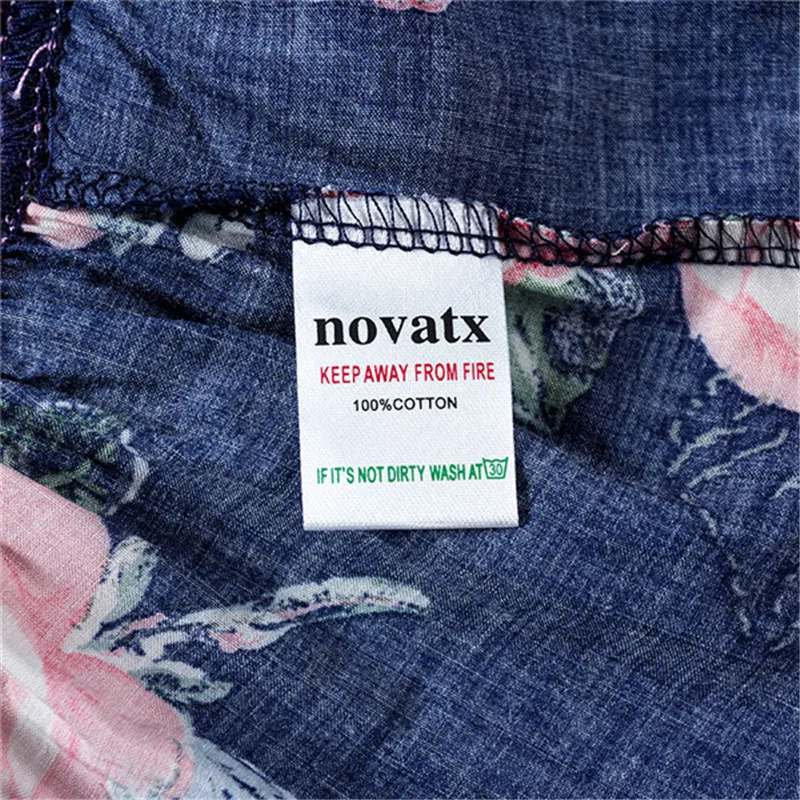 novatx
KEEP AWAY FROM FIRE
100%COTTON
IF IT'S NOT DIRTY WASH AT 30